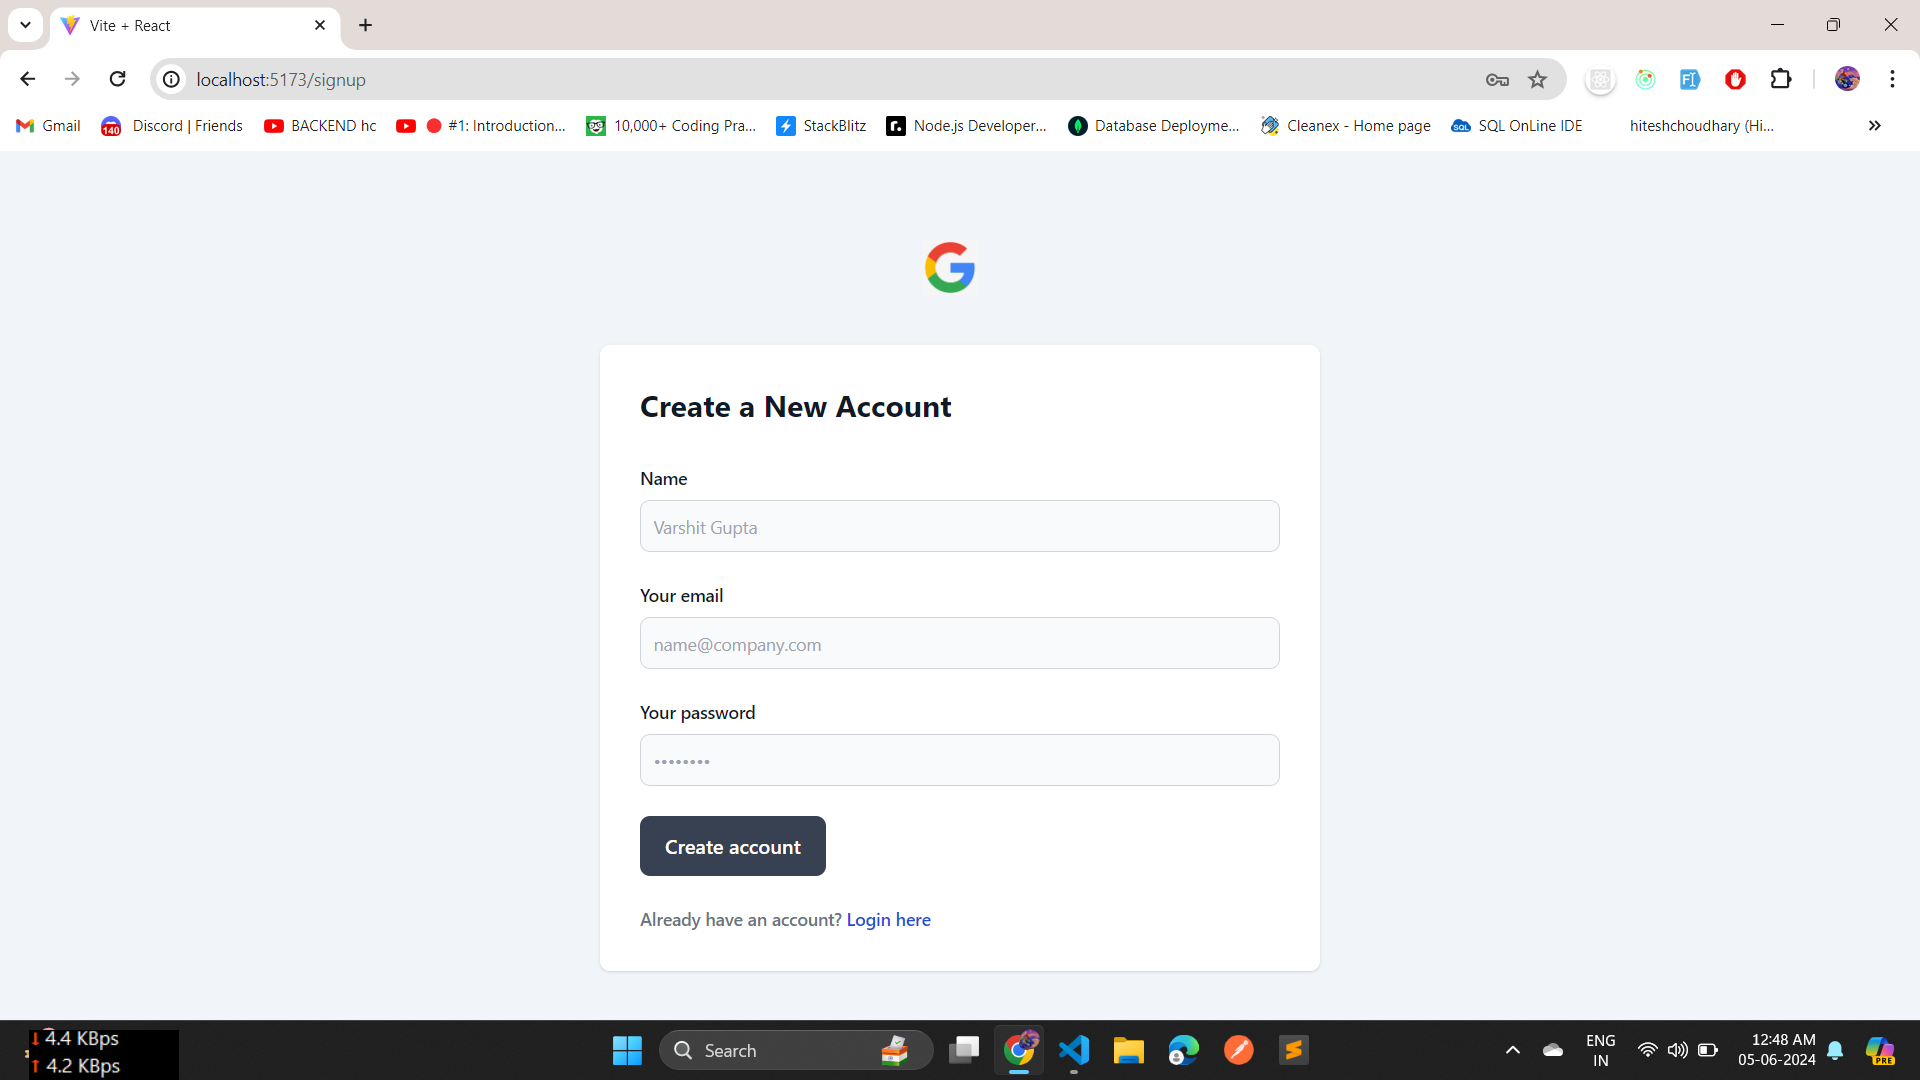 Vite + React
localhost:5173/signup
Gmail
140
Discord | Friends
BACKEND hc
#1: Introduction...
10,000+ Coding Pra...
StackBlitz
r.
Node.js Developer...
Database Deployme...
Cleanex - Home page
SQL
SQL OnLine IDE
hiteshchoudhary (Hi...
Create a New Account
Name
Varshit Gupta
Your email
name@company.com
Your password
••••••••
Create account
Already have an account? Login here
↓ 4.4 KBps
↑ 4.2 KBps
Search
ENG
IN
12:48 AM
05-06-2024
PRE